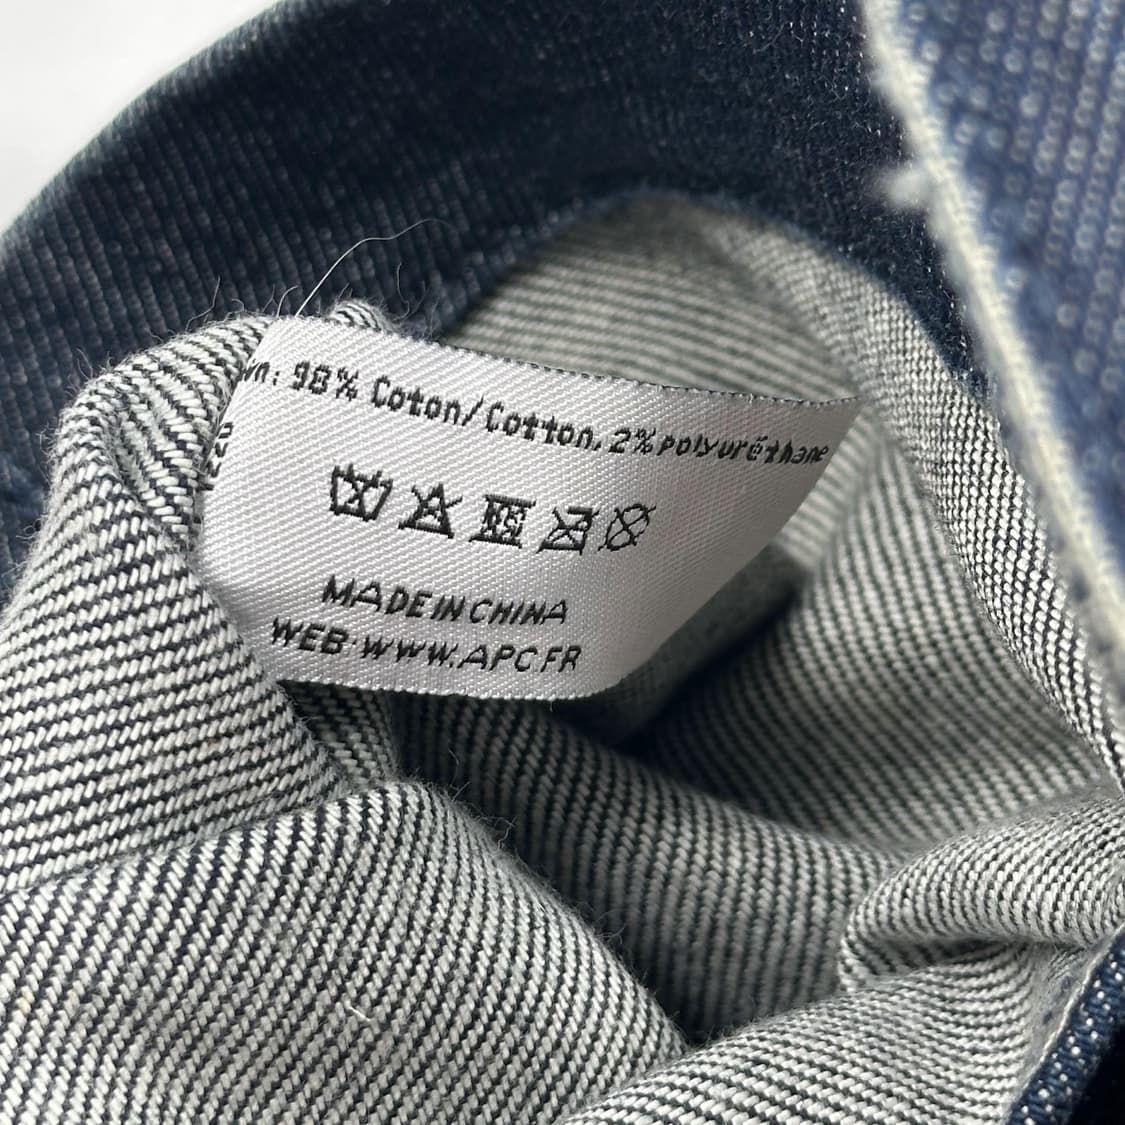 98% Coton/Cotton. 2% polyuréthane
MADE IN CHINA
WEB: WWW.APC.FR